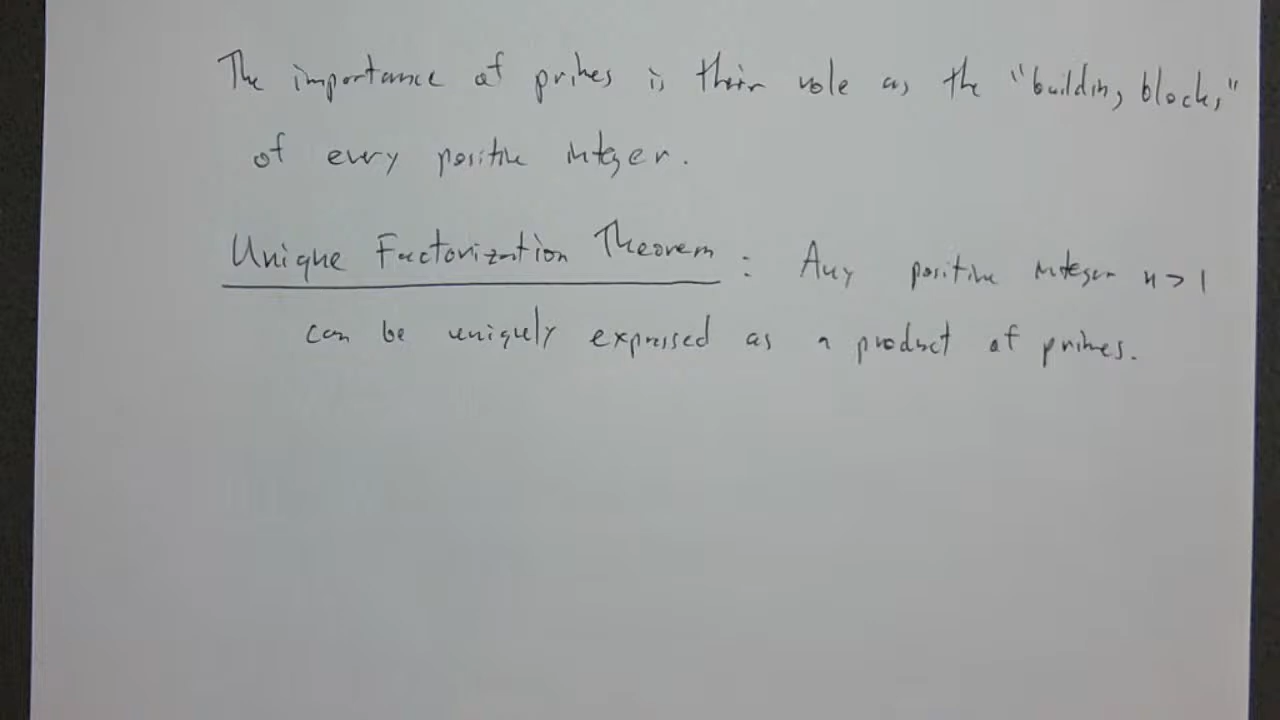 The importance of primes is their role as the "building blocks"
of every positive integer.
Unique Factorization Theorem : Any positive integer n > 1
can be uniquely expressed as a product of primes.